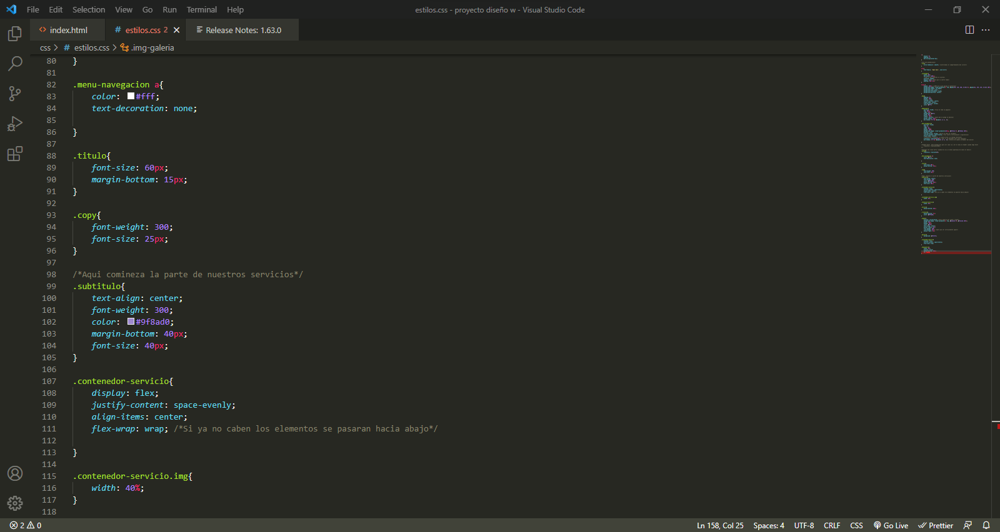 File Edit Selection View Go Run Terminal Help
estilos.css - proyecto diseño w - Visual Studio Code
index.html
# estilos.css 2
Release Notes: 1.63.0
css > # estilos.css > .img-galeria
80 }
81
82 .menu-navegacion a{
83 color: #fff;
84 text-decoration: none;
85
86 }
87
88 .titulo{
89 font-size: 60px;
90 margin-bottom: 15px;
91 }
92
93 .copy{
94 font-weight: 300;
95 font-size: 25px;
96 }
97
98 /*Aqui comineza la parte de nuestros servicios*/
99 .subtitulo{
100 text-align: center;
101 font-weight: 300;
102 color: #9f8ad0;
103 margin-bottom: 40px;
104 font-size: 40px;
105 }
106
107 .contenedor-servicio{
108 display: flex;
109 justify-content: space-evenly;
110 align-items: center;
111 flex-wrap: wrap; /*Si ya no caben los elementos se pasaran hacia abajo*/
112
113 }
114
115 .contenedor-servicio.img{
116 width: 40%;
117 }
118
2 0
Ln 158, Col 25
Spaces: 4
UTF-8
CRLF
CSS
Go Live
Prettier